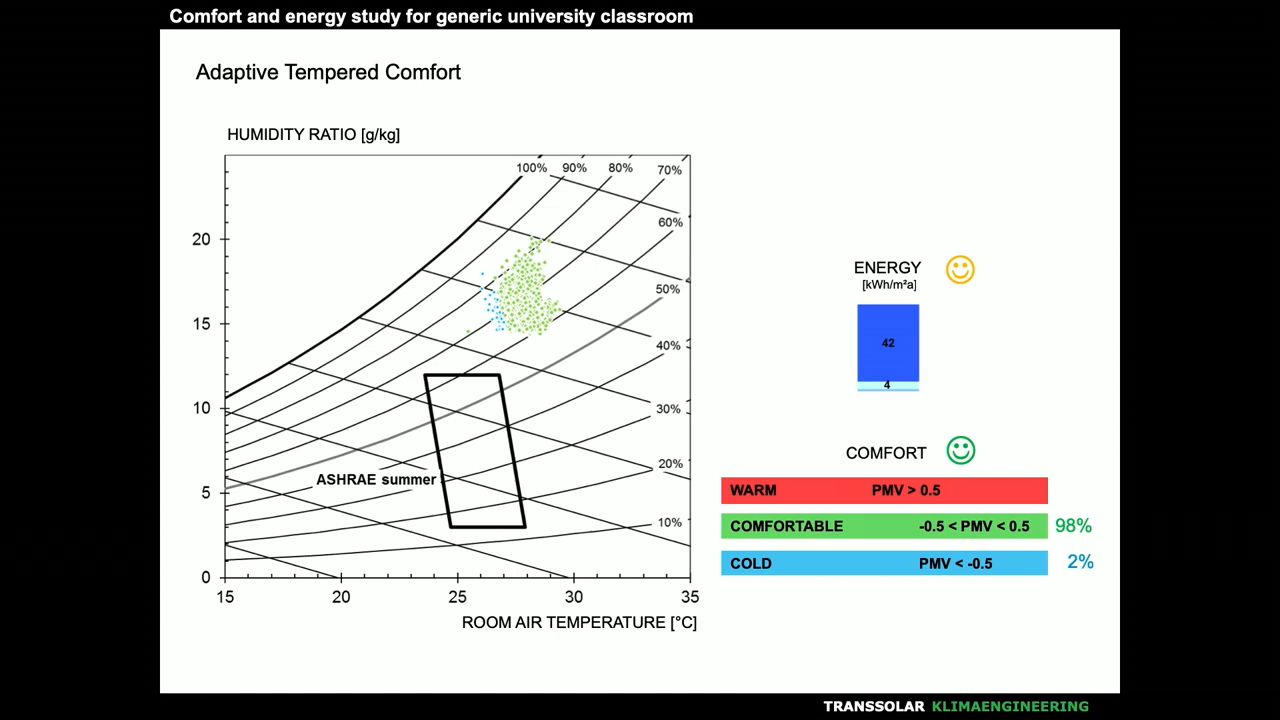 Comfort and energy study for generic university classroom
Adaptive Tempered Comfort
HUMIDITY RATIO [g/kg]
100% 90% 80% 70%
60%
50%
40%
30%
20%
10%
20
15
10
5
0
ASHRAE summer
15 20 25 30 35
ROOM AIR TEMPERATURE [°C]
ENERGY
[kWh/m²a]
42
4
COMFORT
WARM PMV > 0.5
COMFORTABLE -0.5 < PMV < 0.5 98%
COLD PMV < -0.5 2%
TRANSSOLAR KLIMAENGINEERING